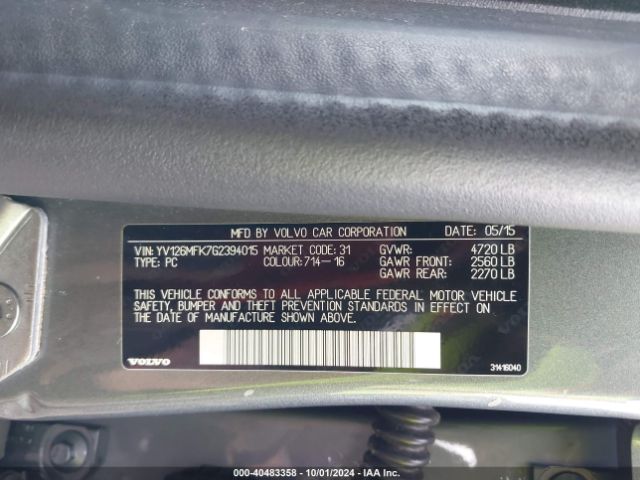 MFD BY VOLVO CAR CORPORATION DATE: 05/15
VIN: YV126MFK7G2394015 MARKET CODE: 31 GVWR: 4720 LB
TYPE: PC COLOUR: 714-16 GAWR FRONT: 2560 LB
GAWR REAR: 2270 LB
THIS VEHICLE CONFORMS TO ALL APPLICABLE FEDERAL MOTOR VEHICLE
SAFETY, BUMPER AND THEFT PREVENTION STANDARDS IN EFFECT ON
THE DATE OF MANUFACTURE SHOWN ABOVE.
VOLVO 31416040
000-40483358 - 10/01/2024 - IAA Inc.